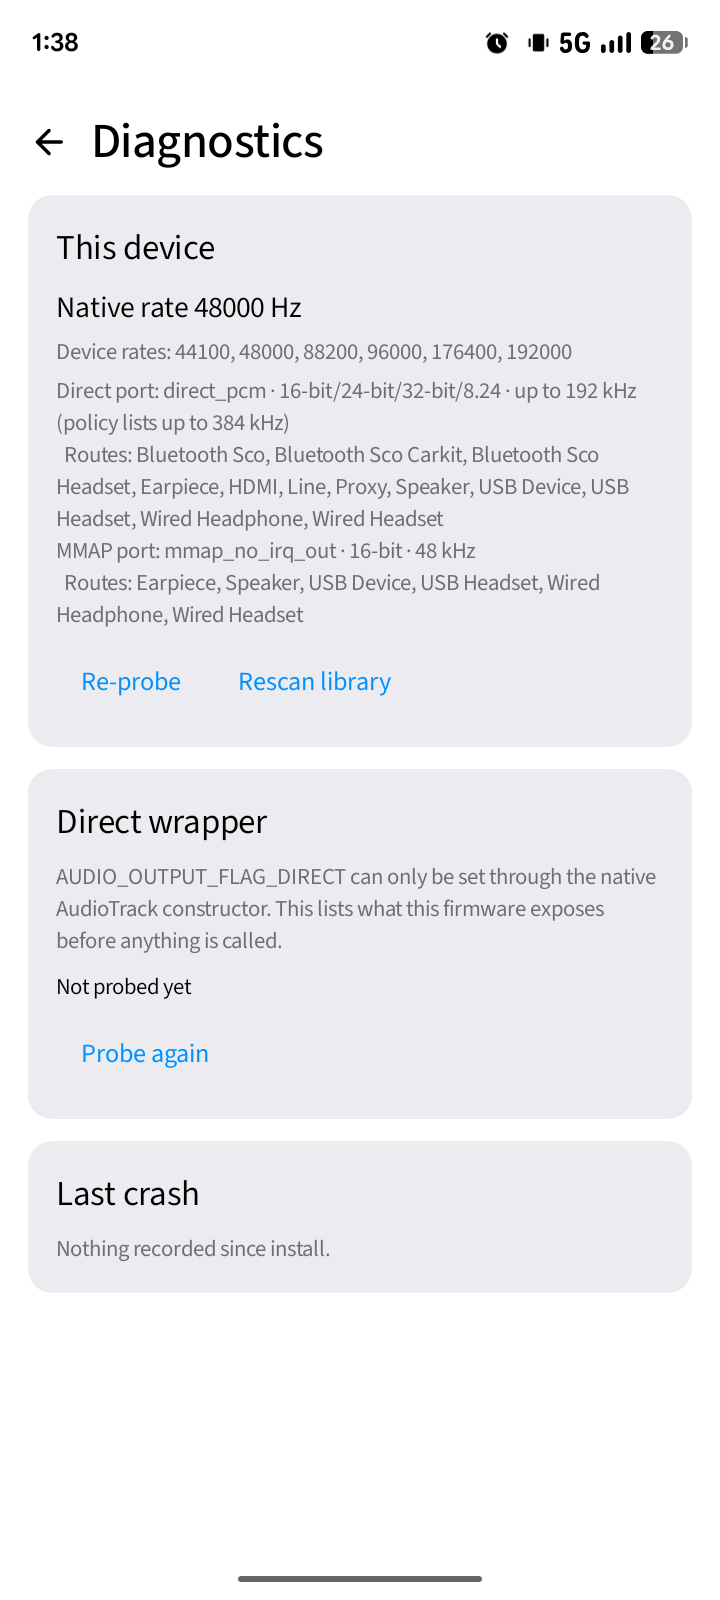 1:38
5G
26
Diagnostics
This device
Native rate 48000 Hz
Device rates: 44100, 48000, 88200, 96000, 176400, 192000
Direct port: direct_pcm · 16-bit/24-bit/32-bit/8.24 · up to 192 kHz
(policy lists up to 384 kHz)
Routes: Bluetooth Sco, Bluetooth Sco Carkit, Bluetooth Sco
Headset, Earpiece, HDMI, Line, Proxy, Speaker, USB Device, USB
Headset, Wired Headphone, Wired Headset
MMAP port: mmap_no_irq_out · 16-bit · 48 kHz
Routes: Earpiece, Speaker, USB Device, USB Headset, Wired
Headphone, Wired Headset
Re-probe Rescan library
Direct wrapper
AUDIO_OUTPUT_FLAG_DIRECT can only be set through the native
AudioTrack constructor. This lists what this firmware exposes
before anything is called.
Not probed yet
Probe again
Last crash
Nothing recorded since install.